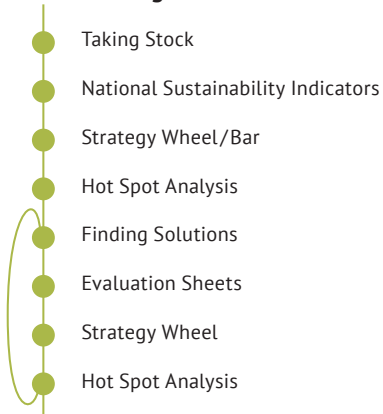 Taking Stock
National Sustainability Indicators
Strategy Wheel/Bar
Hot Spot Analysis
Finding Solutions
Evaluation Sheets
Strategy Wheel
Hot Spot Analysis